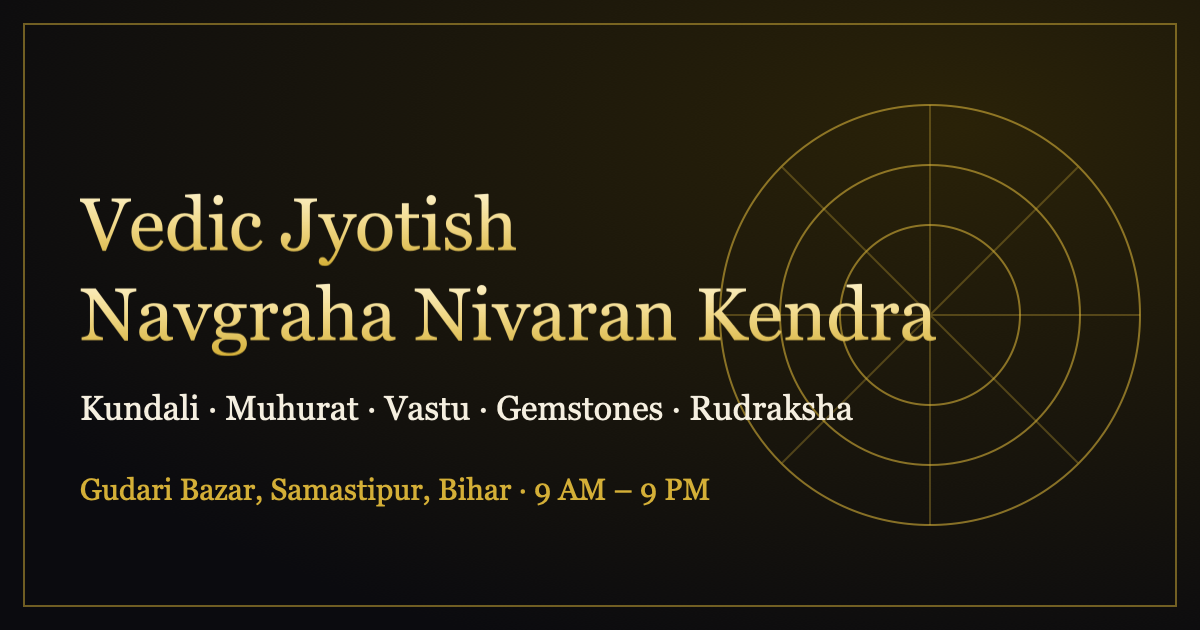 Vedic Jyotish
Navgraha Nivaran Kendra
Kundali · Muhurat · Vastu · Gemstones · Rudraksha
Gudari Bazar, Samastipur, Bihar · 9 AM – 9 PM